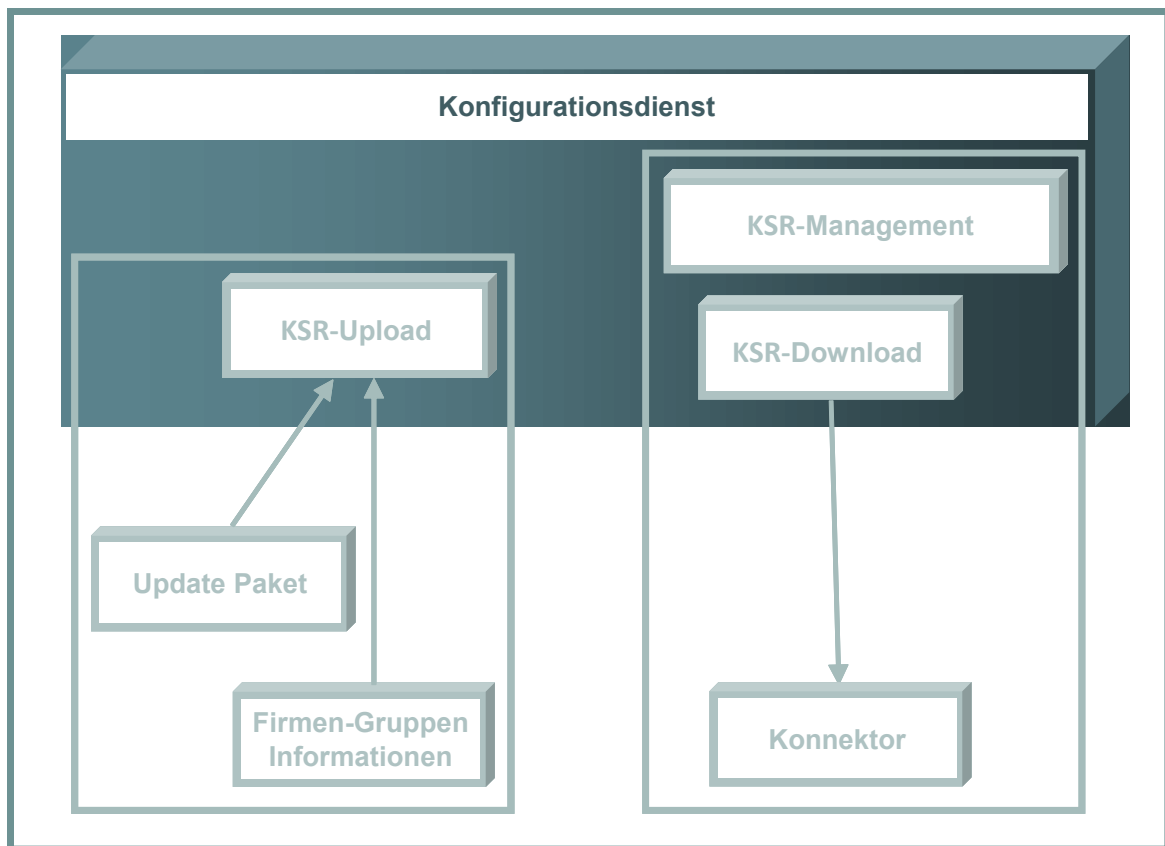 Konfigurationsdienst
KSR-Management
KSR-Upload
KSR-Download
Update Paket
Firmen-Gruppen
Informationen
Konnektor